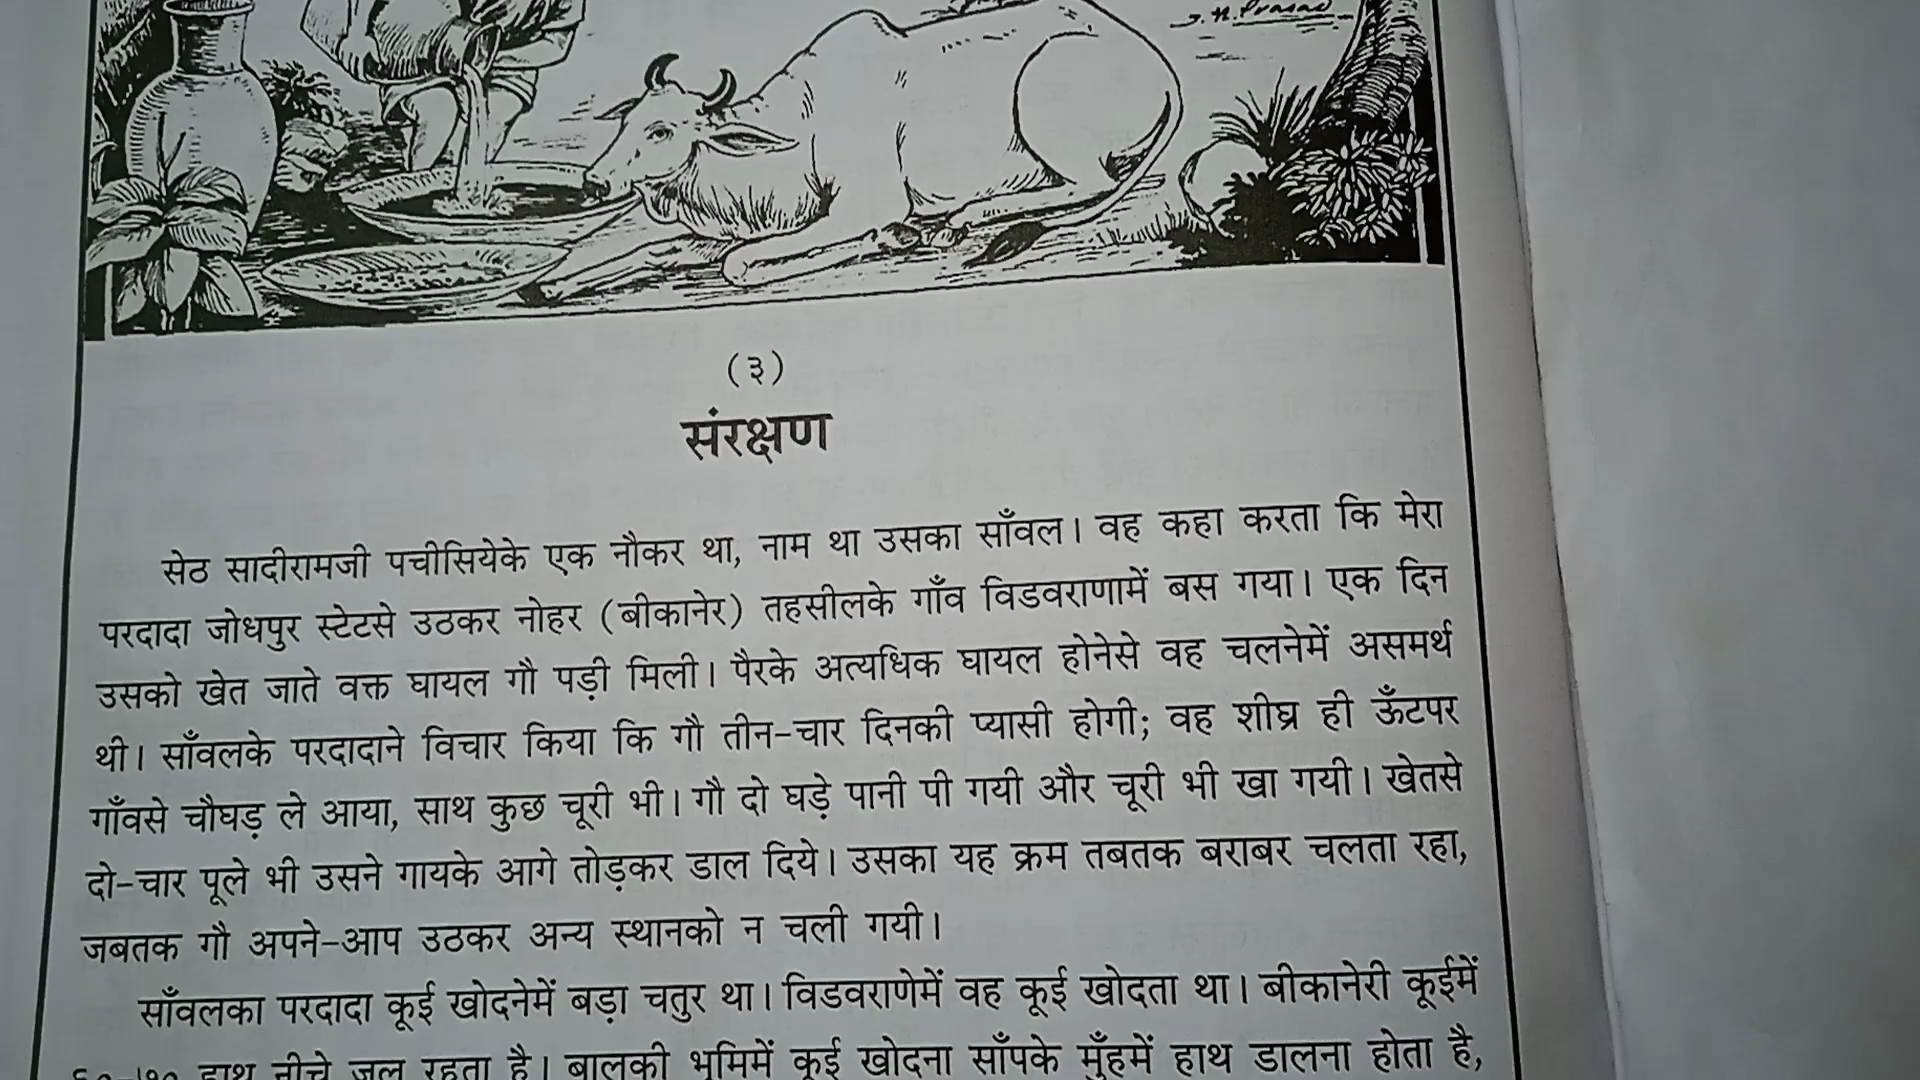 (३)
संरक्षण
सेठ सादीरामजी पचीसियेके एक नौकर था, नाम था उसका साँवल। वह कहा करता कि मेरा
परदादा जोधपुर स्टेटसे उठकर नोहर (बीकानेर) तहसीलके गाँव विडवराणामें बस गया। एक दिन
उसको खेत जाते वक्त घायल गौ पड़ी मिली। पैरके अत्यधिक घायल होनेसे वह चलनेमें असमर्थ
थी। साँवलके परदादाने विचार किया कि गौ तीन-चार दिनकी प्यासी होगी; वह शीघ्र ही ऊँटपर
गाँवसे चौघड़ ले आया, साथ कुछ चूरी भी। गौ दो घड़े पानी पी गयी और चूरी भी खा गयी। खेतसे
दो-चार पूले भी उसने गायके आगे तोड़कर डाल दिये। उसका यह क्रम तबतक बराबर चलता रहा,
जबतक गौ अपने-आप उठकर अन्य स्थानको न चली गयी।
साँवलका परदादा कूई खोदनेमें बड़ा चतुर था। विडवराणेमें वह कूई खोदता था। बीकानेरी कूईमें
हाथ नीचे जल रहता है। बालूकी भूमिमें कूई खोदना साँपके मुँहमें हाथ डालना होता है,